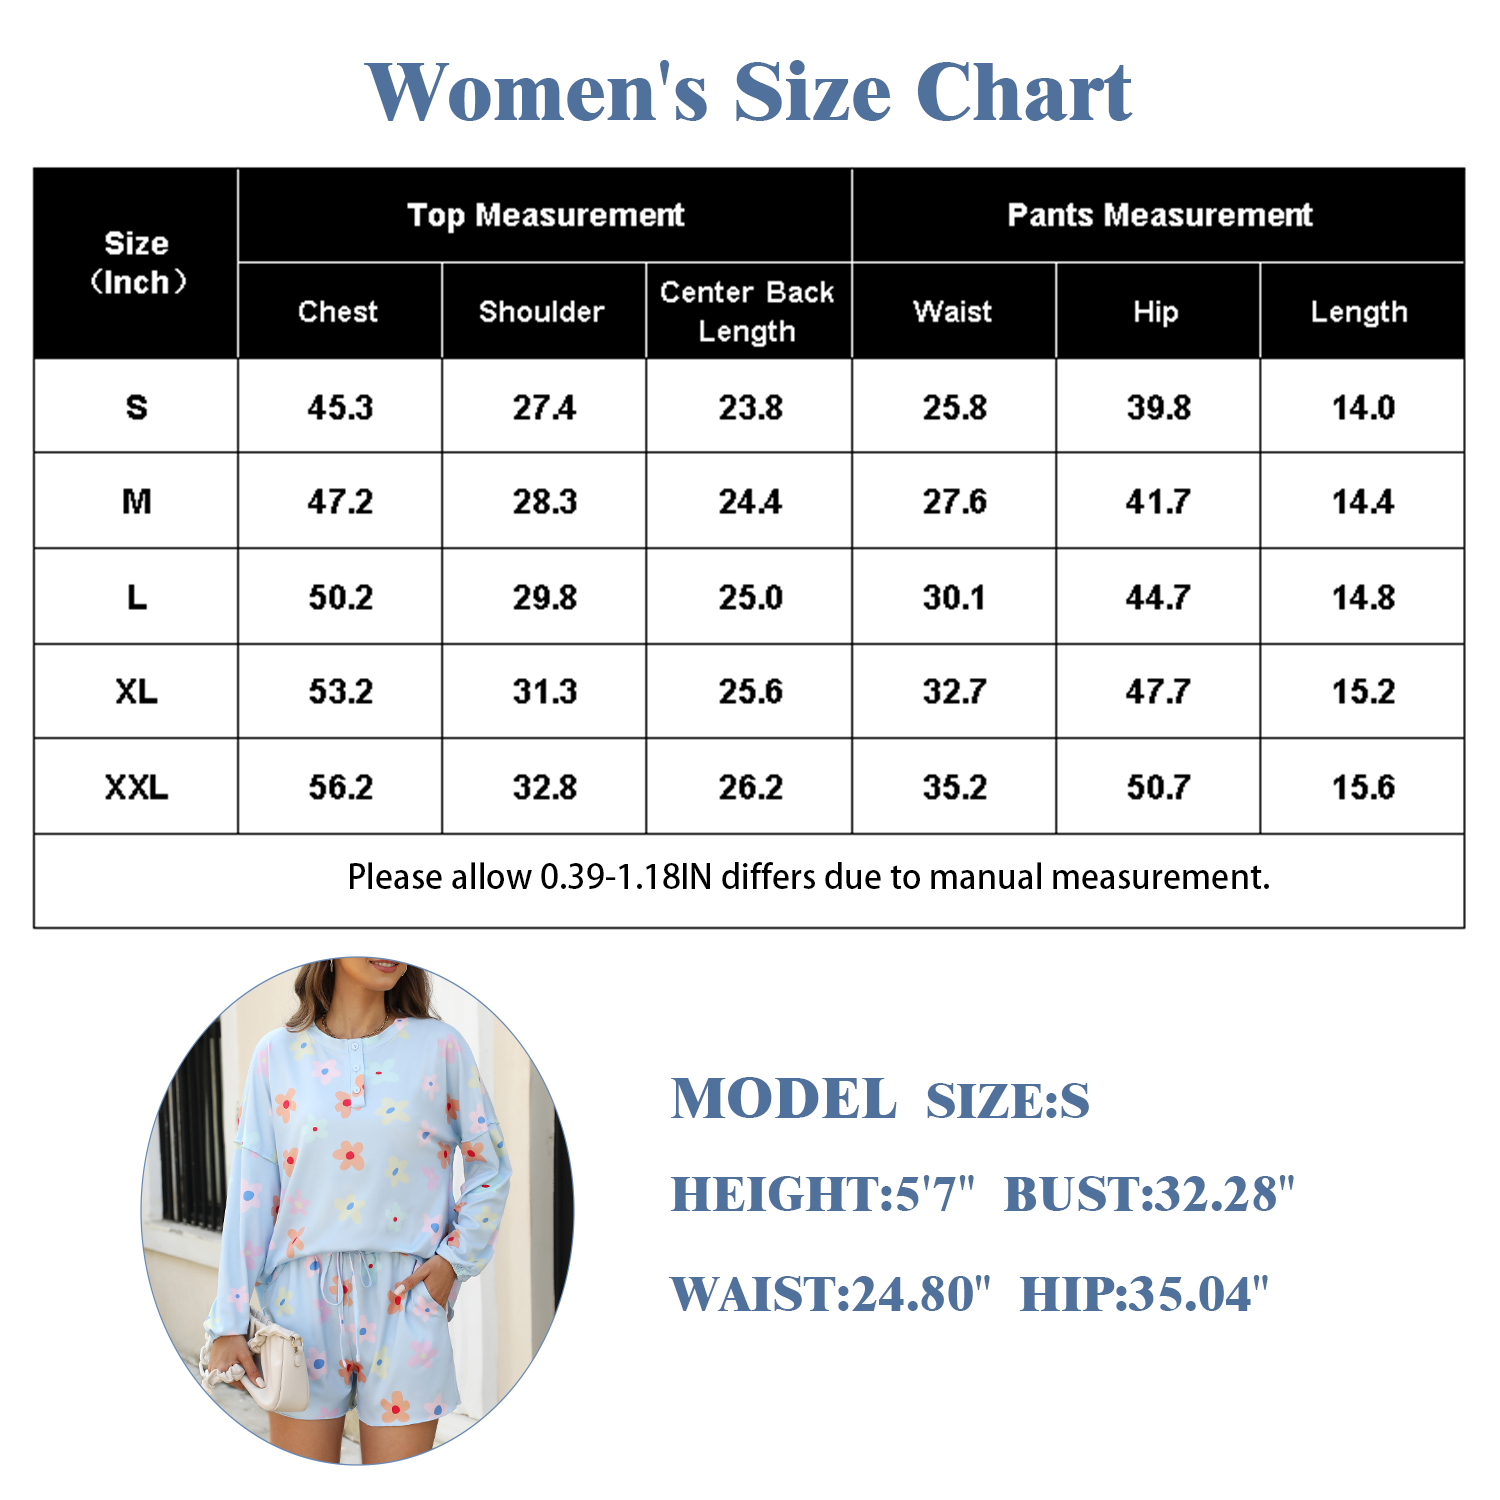 Women's Size Chart
Size
（Inch）
Top Measurement
Pants Measurement
Chest
Shoulder
Center Back
Length
Waist
Hip
Length
S 45.3 27.4 23.8 25.8 39.8 14.0
M 47.2 28.3 24.4 27.6 41.7 14.4
L 50.2 29.8 25.0 30.1 44.7 14.8
XL 53.2 31.3 25.6 32.7 47.7 15.2
XXL 56.2 32.8 26.2 35.2 50.7 15.6
Please allow 0.39-1.18IN differs due to manual measurement.
MODEL SIZE:S
HEIGHT:5'7" BUST:32.28"
WAIST:24.80" HIP:35.04"